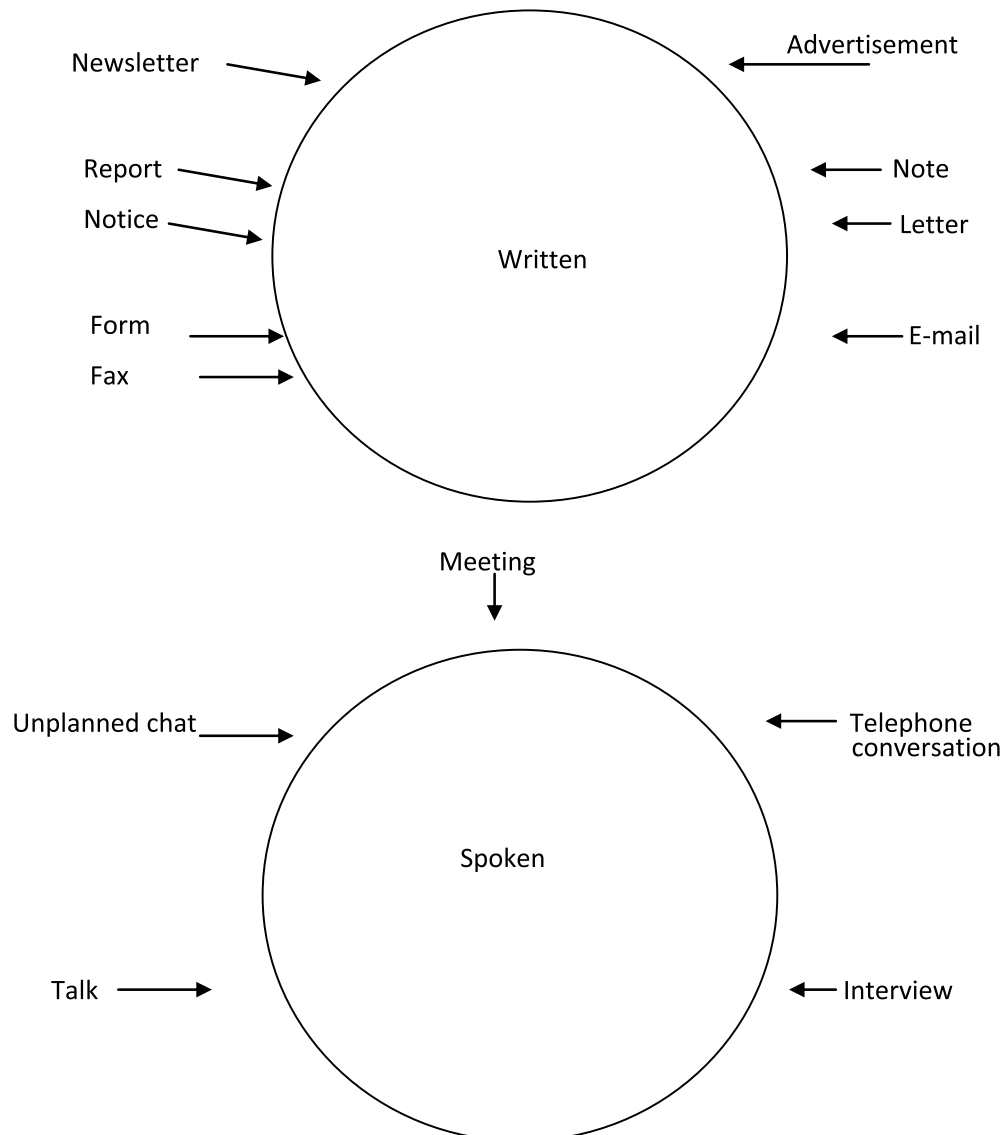 Newsletter
Advertisement
Report
Note
Notice
Letter
Written
Form
E-mail
Fax
Meeting
Unplanned chat
Telephone
conversation
Spoken
Talk
Interview